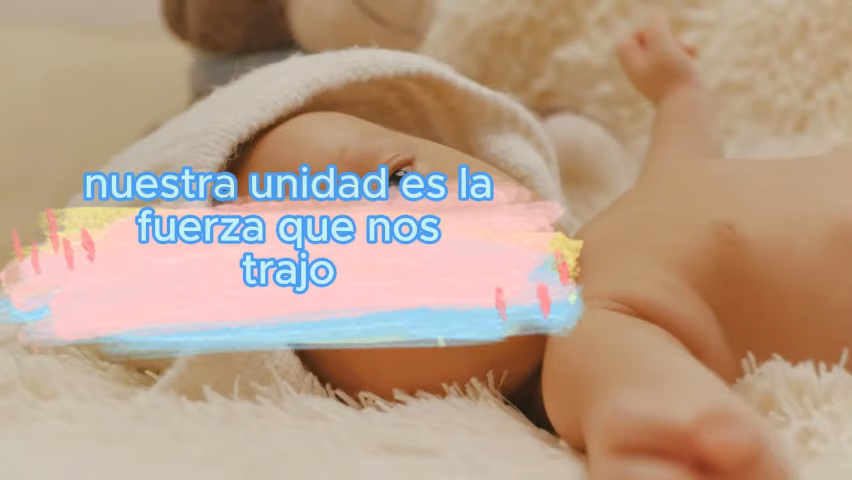 nuestra unidad es la
fuerza que nos
trajo